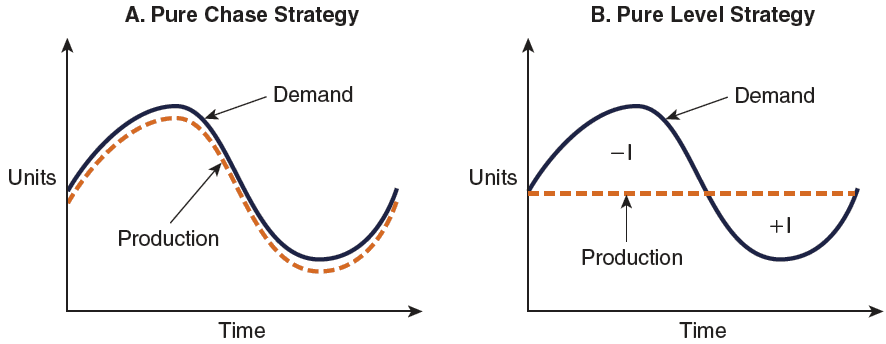 A. Pure Chase Strategy
Demand
Units
Production
Time
B. Pure Level Strategy
Demand
–I
Units
+I
Production
Time